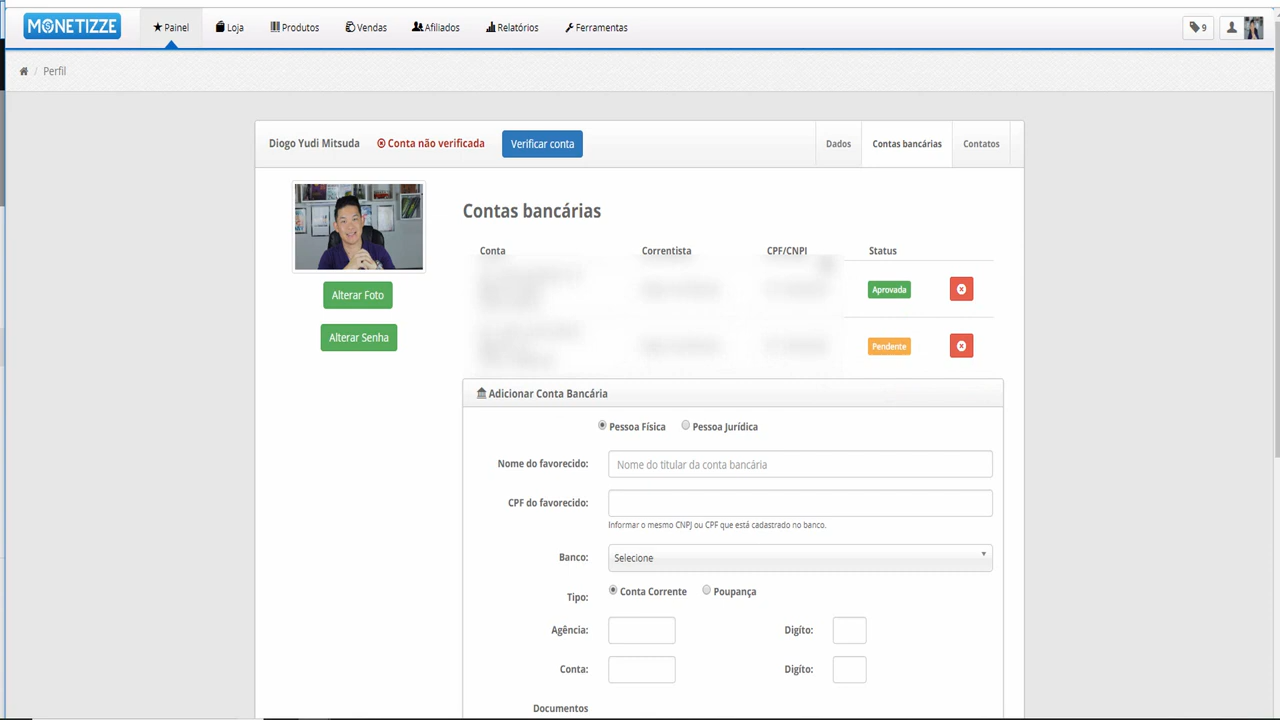 MONETIZZE
Painel
Loja
Produtos
Vendas
Afiliados
Relatórios
Ferramentas
9
/ Perfil
Diogo Yudi Mitsuda
Conta não verificada
Verificar conta
Dados
Contas bancárias
Contatos
Alterar Foto
Alterar Senha
Contas bancárias
Conta
Correntista
CPF/CNPJ
Status
Aprovada
Pendente
Adicionar Conta Bancária
Pessoa Física
Pessoa Jurídica
Nome do favorecido:
Nome do titular da conta bancária
CPF do favorecido:
Informar o mesmo CNPJ ou CPF que está cadastrado no banco.
Banco:
Selecione
Tipo:
Conta Corrente
Poupança
Agência:
Digíto:
Conta:
Digíto:
Documentos